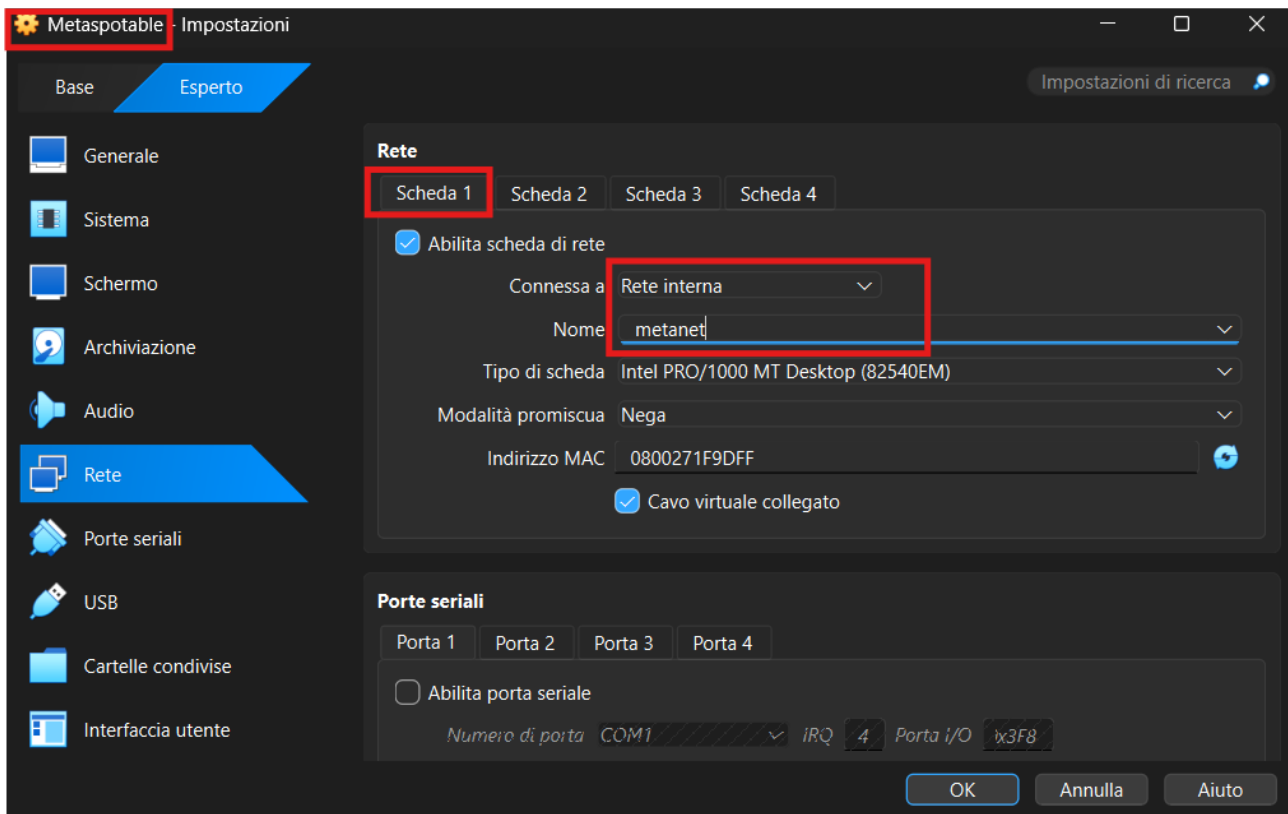 Metaspotable - Impostazioni
Base Esperto Impostazioni di ricerca
Generale
Sistema
Schermo
Archiviazione
Audio
Rete
Porte seriali
USB
Cartelle condivise
Interfaccia utente
Rete
Scheda 1 Scheda 2 Scheda 3 Scheda 4
Abilita scheda di rete
Connessa a Rete interna
Nome metanet
Tipo di scheda Intel PRO/1000 MT Desktop (82540EM)
Modalità promiscua Nega
Indirizzo MAC 0800271F9DFF
Cavo virtuale collegato
Porte seriali
Porta 1 Porta 2 Porta 3 Porta 4
Abilita porta seriale
Numero di porta COM1 IRQ 4 Porta I/O 0x3F8
OK Annulla Aiuto